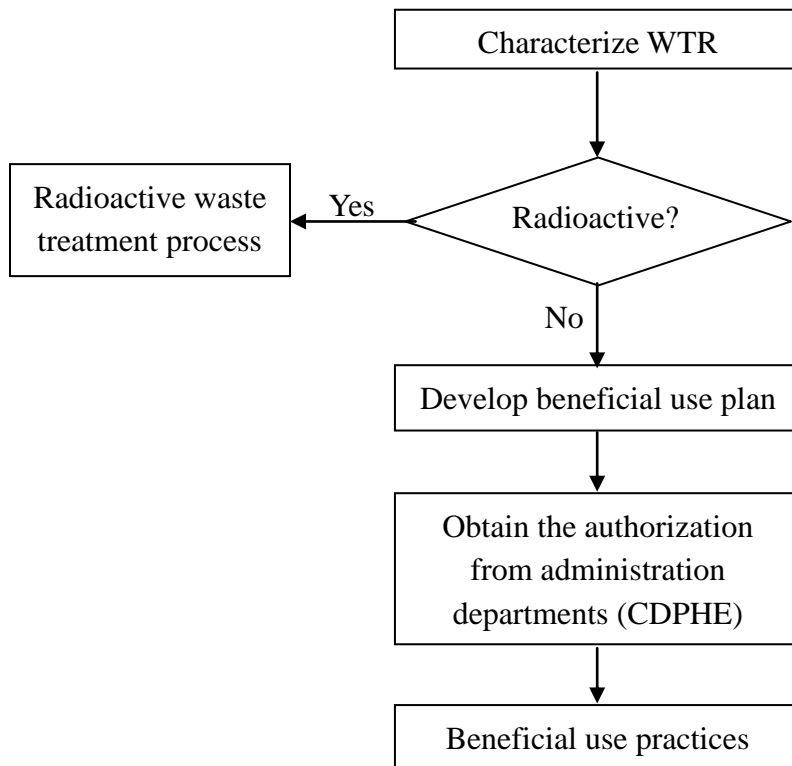 Characterize WTR
Radioactive waste
treatment process
Yes
Radioactive?
No
Develop beneficial use plan
Obtain the authorization
from administration
departments (CDPHE)
Beneficial use practices